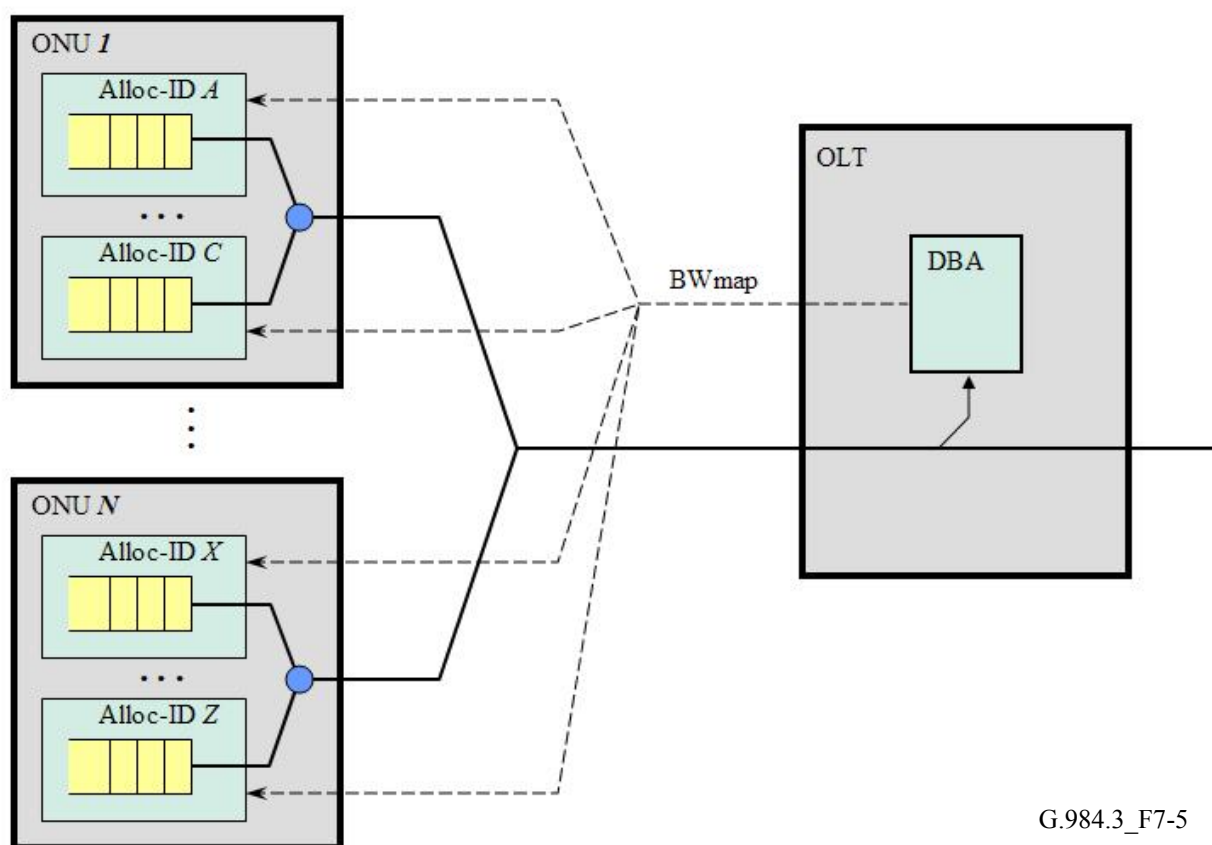 ONU 1
Alloc-ID A
...
Alloc-ID C
ONU N
Alloc-ID X
...
Alloc-ID Z
BWmap
OLT
DBA
G.984.3_F7-5